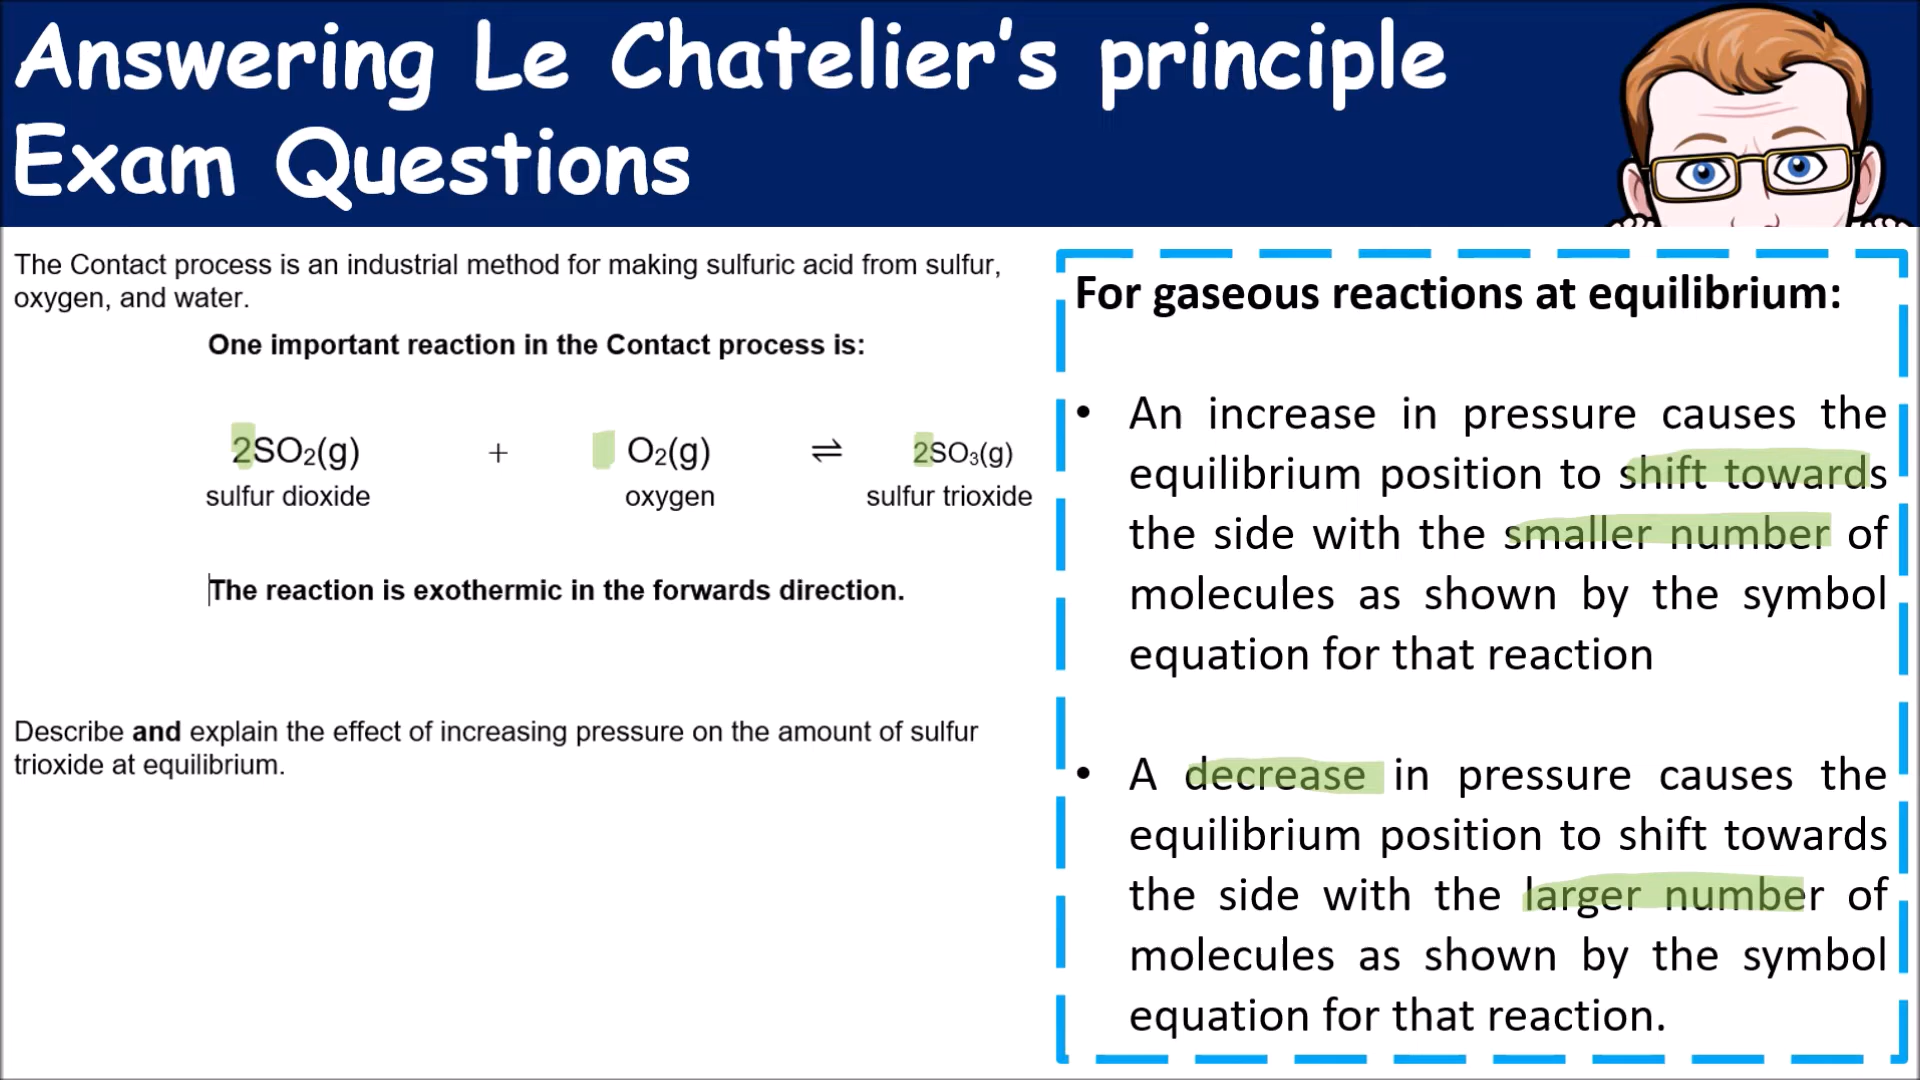 Answering Le Chatelier's principle
Exam Questions
The Contact process is an industrial method for making sulfuric acid from sulfur,
oxygen, and water.
One important reaction in the Contact process is:
2SO₂(g) + O₂(g) ⇌ 2SO₃(g)
sulfur dioxide oxygen sulfur trioxide
The reaction is exothermic in the forwards direction.
Describe and explain the effect of increasing pressure on the amount of sulfur
trioxide at equilibrium.
For gaseous reactions at equilibrium:
• An increase in pressure causes the
equilibrium position to shift towards
the side with the smaller number of
molecules as shown by the symbol
equation for that reaction
• A decrease in pressure causes the
equilibrium position to shift towards
the side with the larger number of
molecules as shown by the symbol
equation for that reaction.